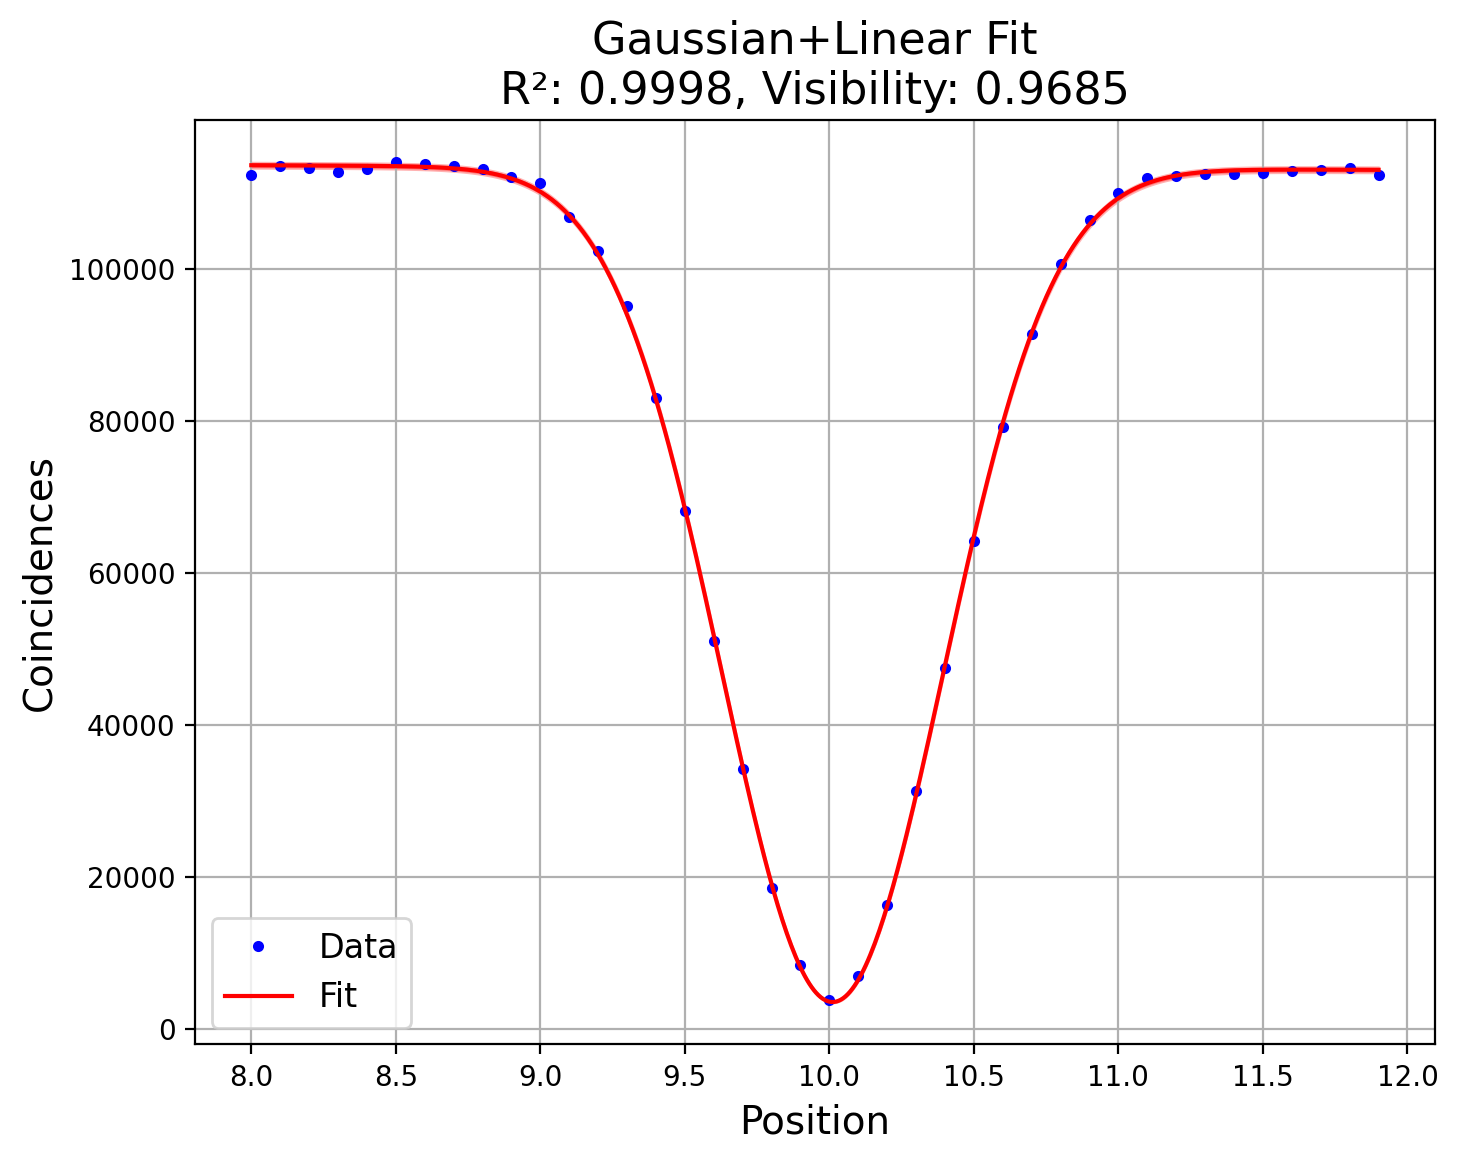 Gaussian+Linear Fit
R²: 0.9998, Visibility: 0.9685
Coincidences
100000
80000
60000
40000
20000
0
Data
Fit
8.0 8.5 9.0 9.5 10.0 10.5 11.0 11.5 12.0
Position